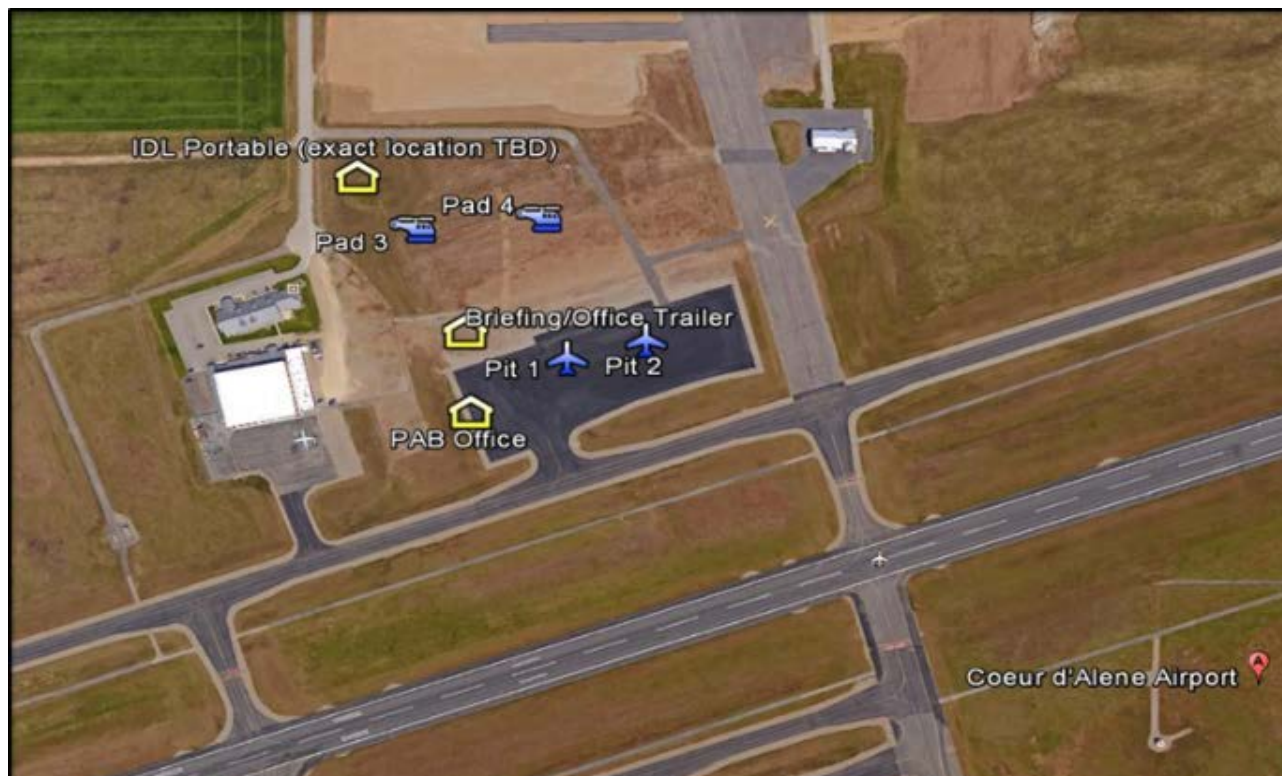 IDL Portable (exact location TBD)
Pad 4
Pad 3
Briefing/Office Trailer
Pit 1
Pit 2
PAB Office
Coeur d'Alene Airport
A